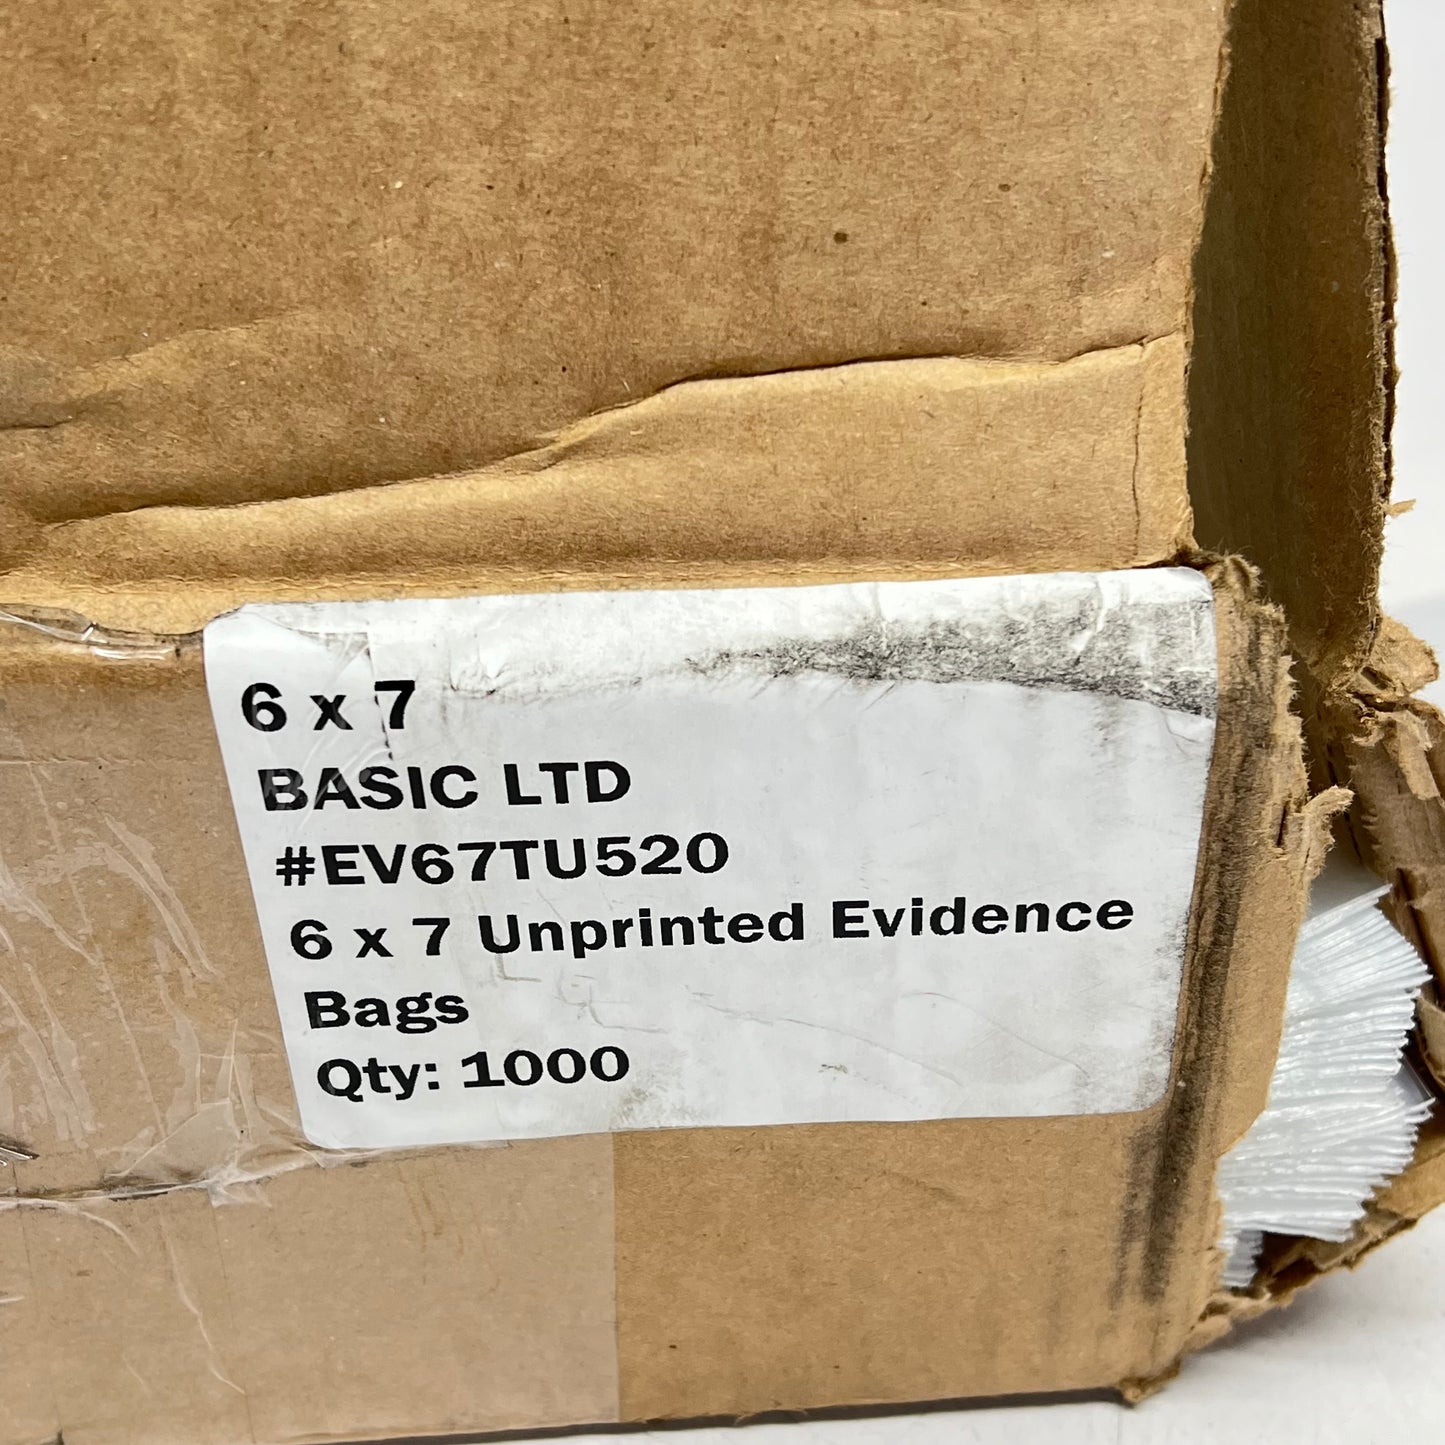 6 x 7
BASIC LTD
#EV67TU520
6 x 7 Unprinted Evidence
Bags
Qty: 1000